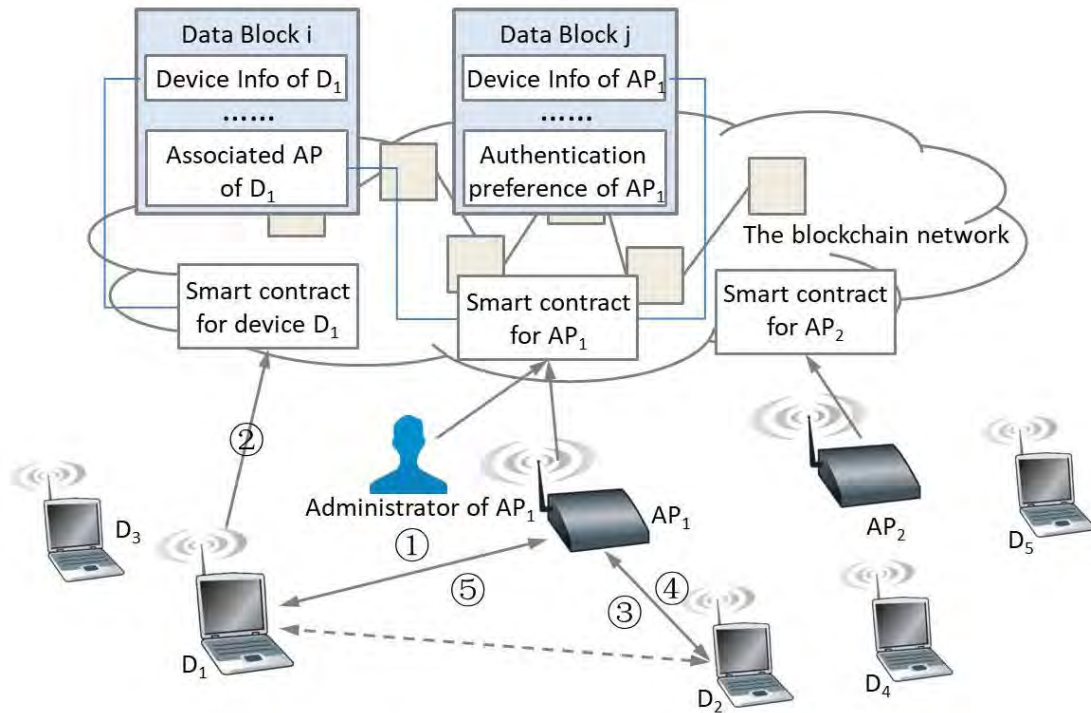 Data Block i
Device Info of D₁
……
Associated AP
of D₁
Data Block j
Device Info of AP₁
……
Authentication
preference of AP₁
The blockchain network
Smart contract
for device D₁
Smart contract
for AP₁
Smart contract
for AP₂
②
Administrator of AP₁
AP₁
AP₂
D₃
D₅
①
⑤
④
③
D₁
D₂
D₄